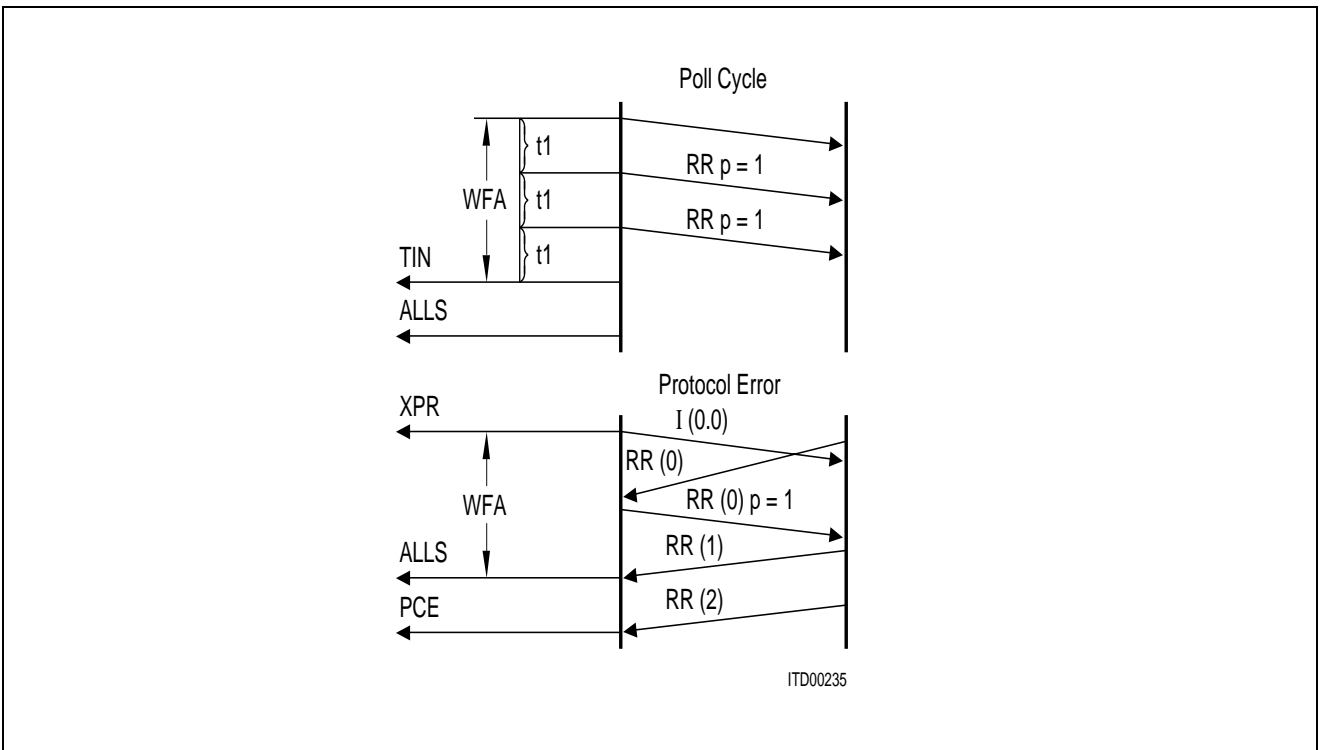 Poll Cycle
t1
RR p = 1
WFA
t1
RR p = 1
TIN
t1
ALLS
Protocol Error
XPR
I (0.0)
RR (0)
WFA
RR (0) p = 1
ALLS
RR (1)
PCE
RR (2)
ITD00235